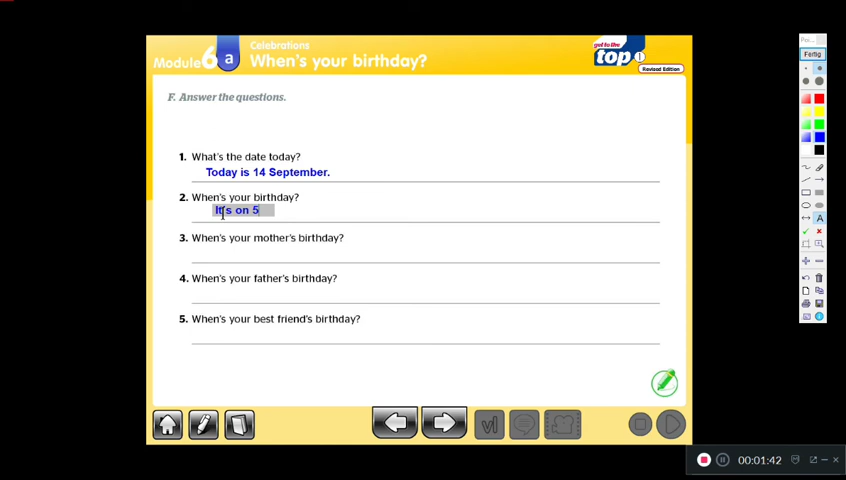 Module 6 a
Celebrations
When's your birthday?
get to the
top 1
Revised Edition
F. Answer the questions.
1. What's the date today?
Today is 14 September.
2. When's your birthday?
It's on 5
3. When's your mother's birthday?
4. When's your father's birthday?
5. When's your best friend's birthday?
vl
Poi...
Fertig
A
00:01:42